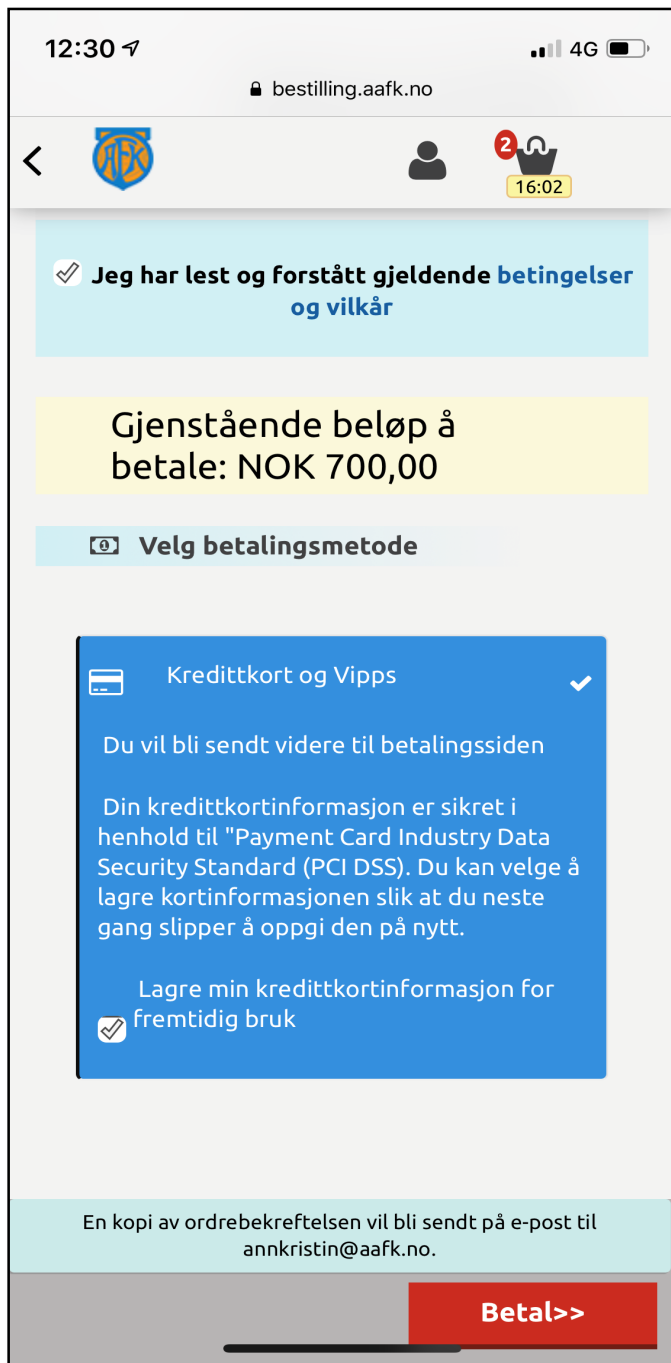 12:30
4G
bestilling.aafk.no
AFK
2
16:02
Jeg har lest og forstått gjeldende betingelser
og vilkår
Gjenstående beløp å
betale: NOK 700,00
Velg betalingsmetode
Kredittkort og Vipps
Du vil bli sendt videre til betalingssiden
Din kredittkortinformasjon er sikret i
henhold til "Payment Card Industry Data
Security Standard (PCI DSS). Du kan velge å
lagre kortinformasjonen slik at du neste
gang slipper å oppgi den på nytt.
Lagre min kredittkortinformasjon for
fremtidig bruk
En kopi av ordrebekreftelsen vil bli sendt på e-post til
annkristin@aafk.no.
Betal>>